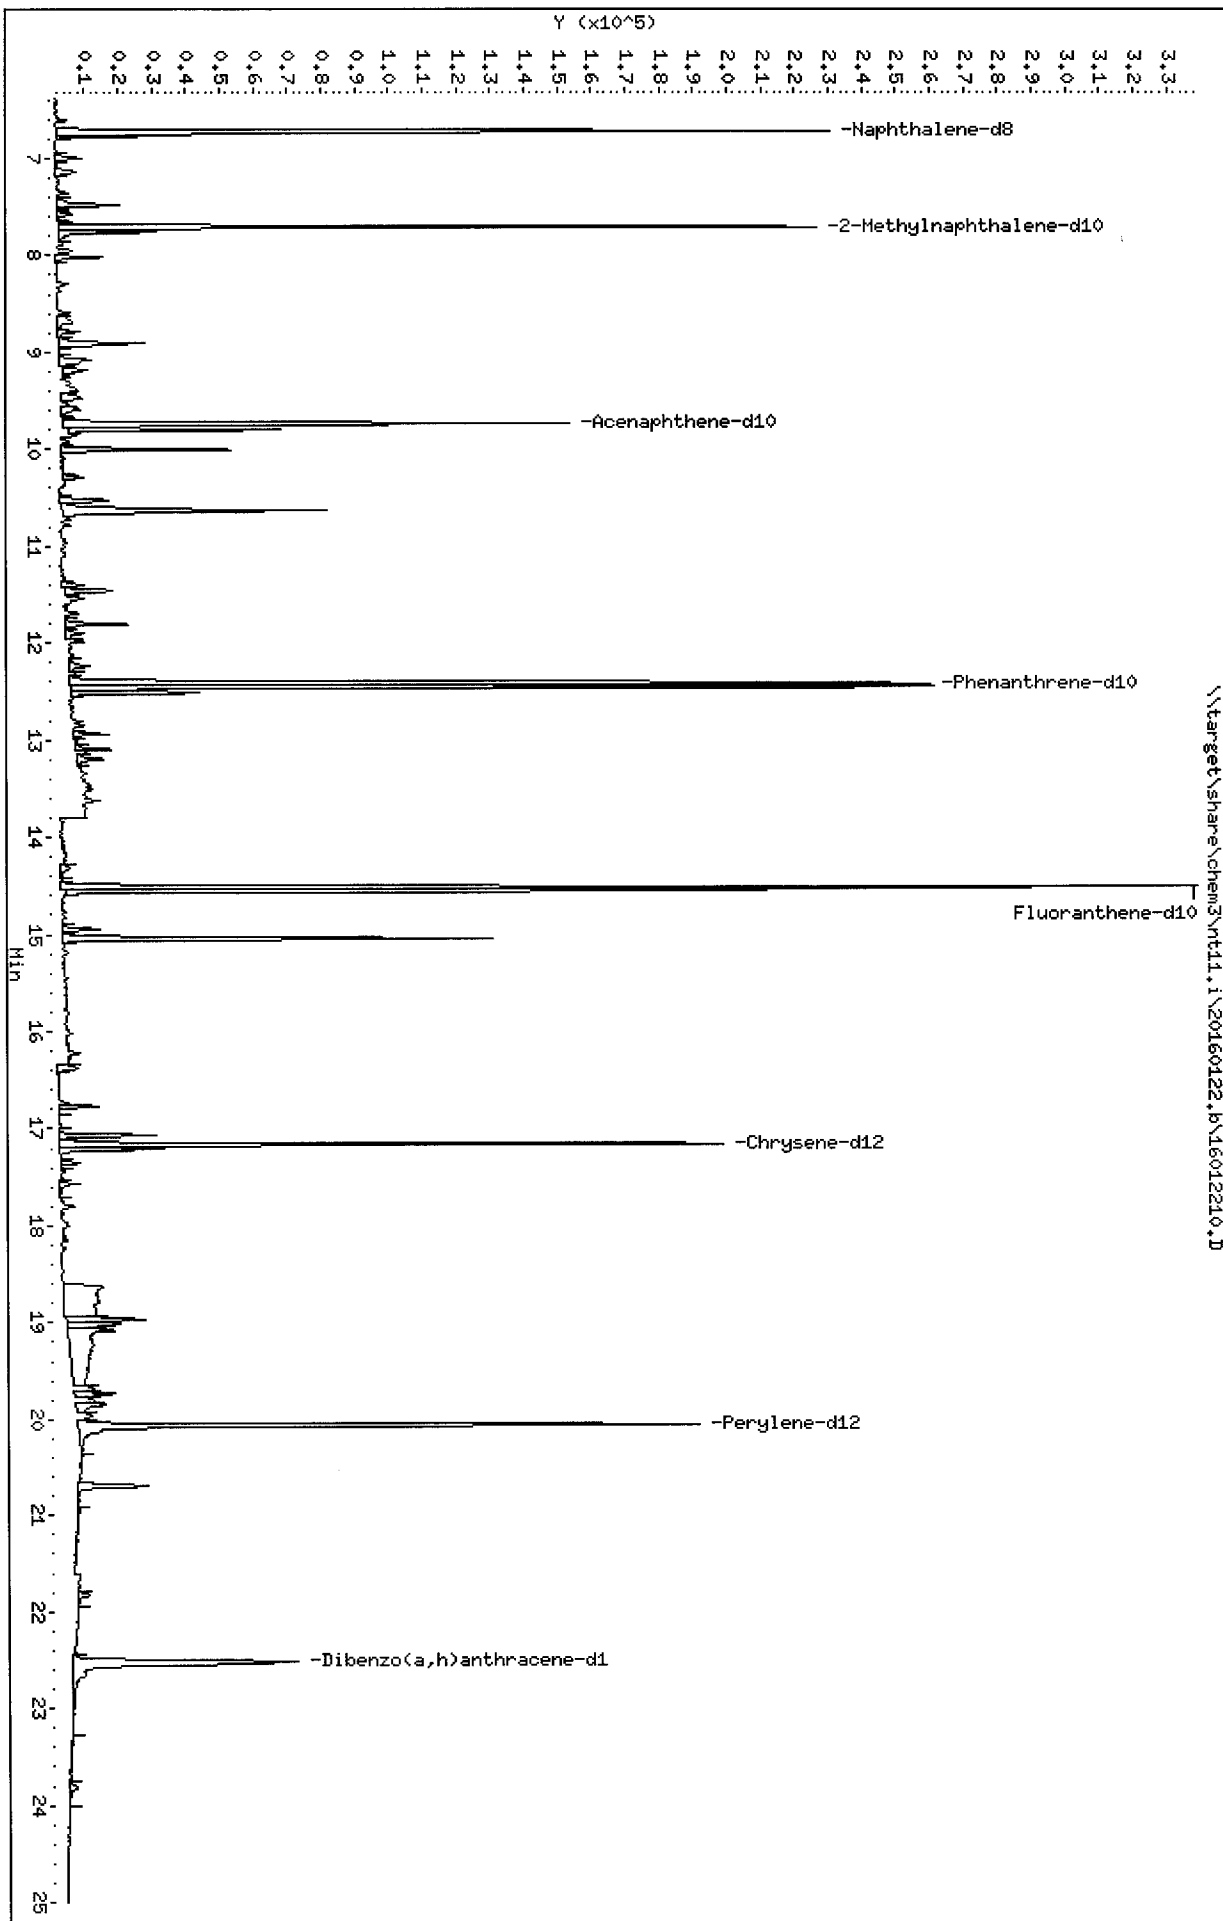 \\target\share\chem3\nt11.i\20160122.b\16012210.D
Y (x10^5)
3.3
3.2
3.1
3.0
2.9
2.8
2.7
2.6
2.5
2.4
2.3
2.2
2.1
2.0
1.9
1.8
1.7
1.6
1.5
1.4
1.3
1.2
1.1
1.0
0.9
0.8
0.7
0.6
0.5
0.4
0.3
0.2
0.1
-Naphthalene-d8
-2-Methylnaphthalene-d10
-Acenaphthene-d10
-Phenanthrene-d10
Fluoranthene-d10
-Chrysene-d12
-Perylene-d12
-Dibenzo(a,h)anthracene-d1
7 8 9 10 11 12 13 14 15 16 17 18 19 20 21 22 23 24 25
Min